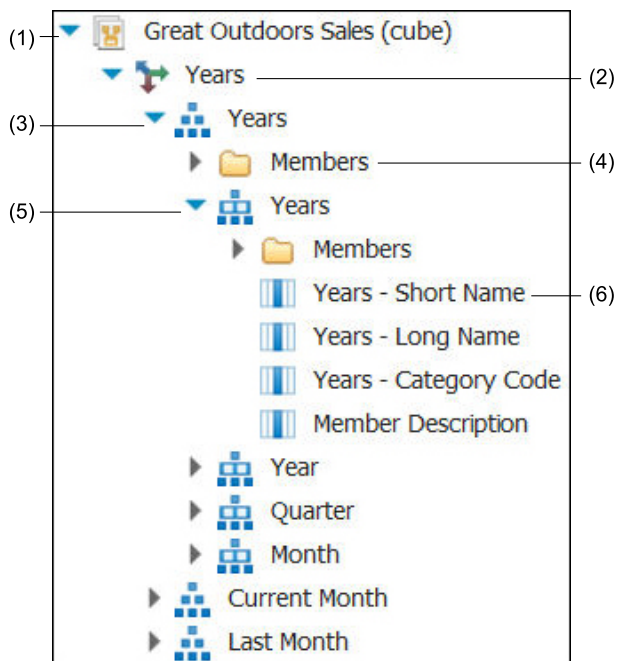 (1) Great Outdoors Sales (cube)
Years (2)
(3) Years
Members (4)
(5) Years
Members
Years - Short Name (6)
Years - Long Name
Years - Category Code
Member Description
Year
Quarter
Month
Current Month
Last Month